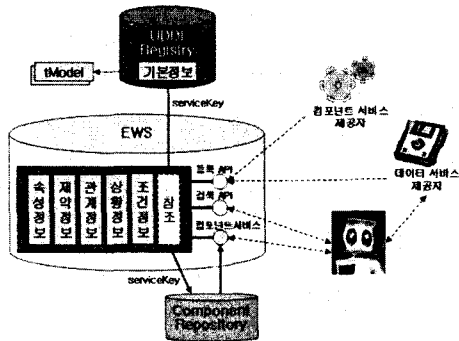 UDDI
Registry
기본정보
tModel
serviceKey
컴포넌트 서비스
제공자
EWS
등록 API
데이터 서비스
제공자
속성정보
제약정보
관계정보
상황정보
조건정보
참조
검색 API
컴포넌트서비스
serviceKey
Component
Repository